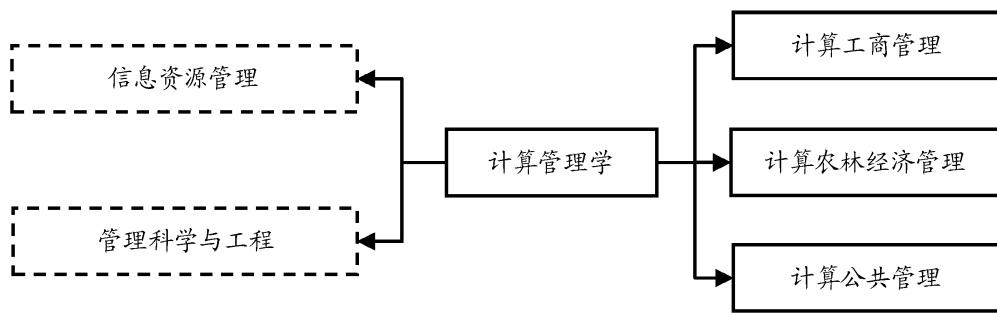 信息资源管理
管理科学与工程
计算管理学
计算工商管理
计算农林经济管理
计算公共管理